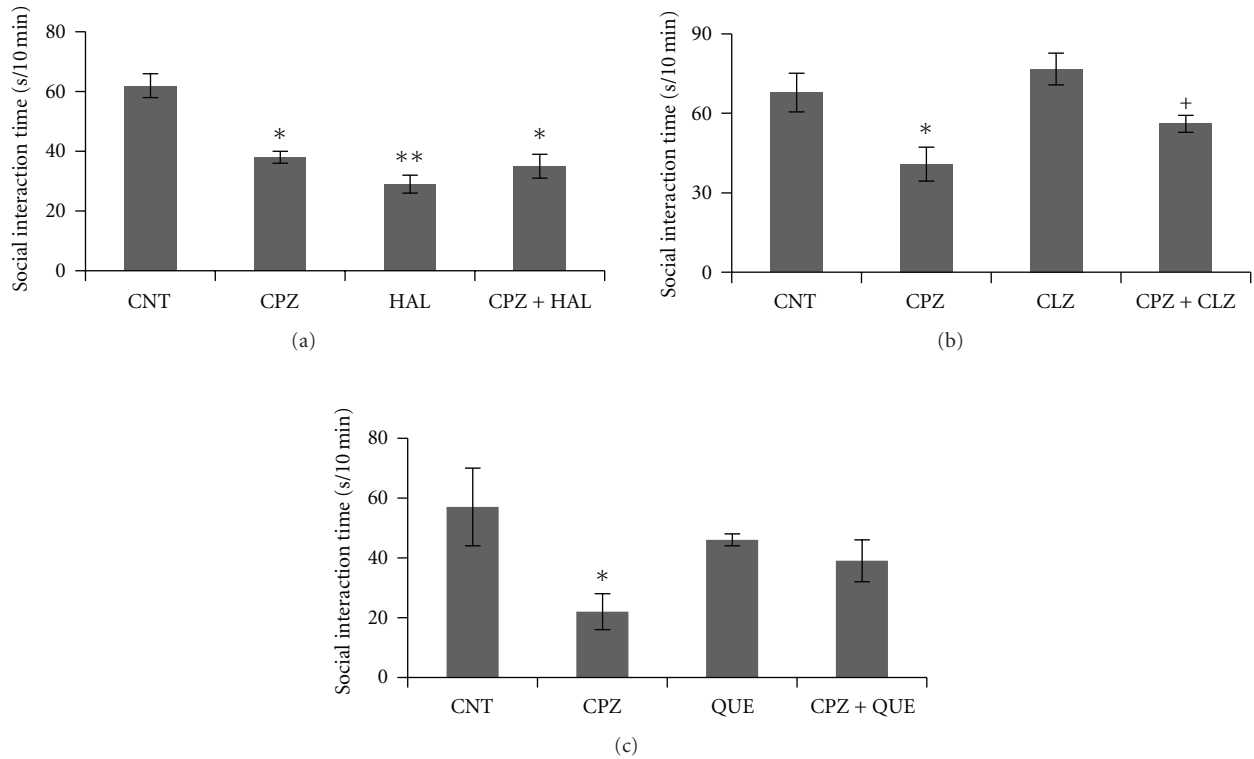 Social interaction time (s/10 min)
80
60
40
20
0
*
**
*
CNT CPZ HAL CPZ + HAL
(a)
Social interaction time (s/10 min)
90
60
30
0
*
+
CNT CPZ CLZ CPZ + CLZ
(b)
Social interaction time (s/10 min)
80
60
40
20
0
*
CNT CPZ QUE CPZ + QUE
(c)